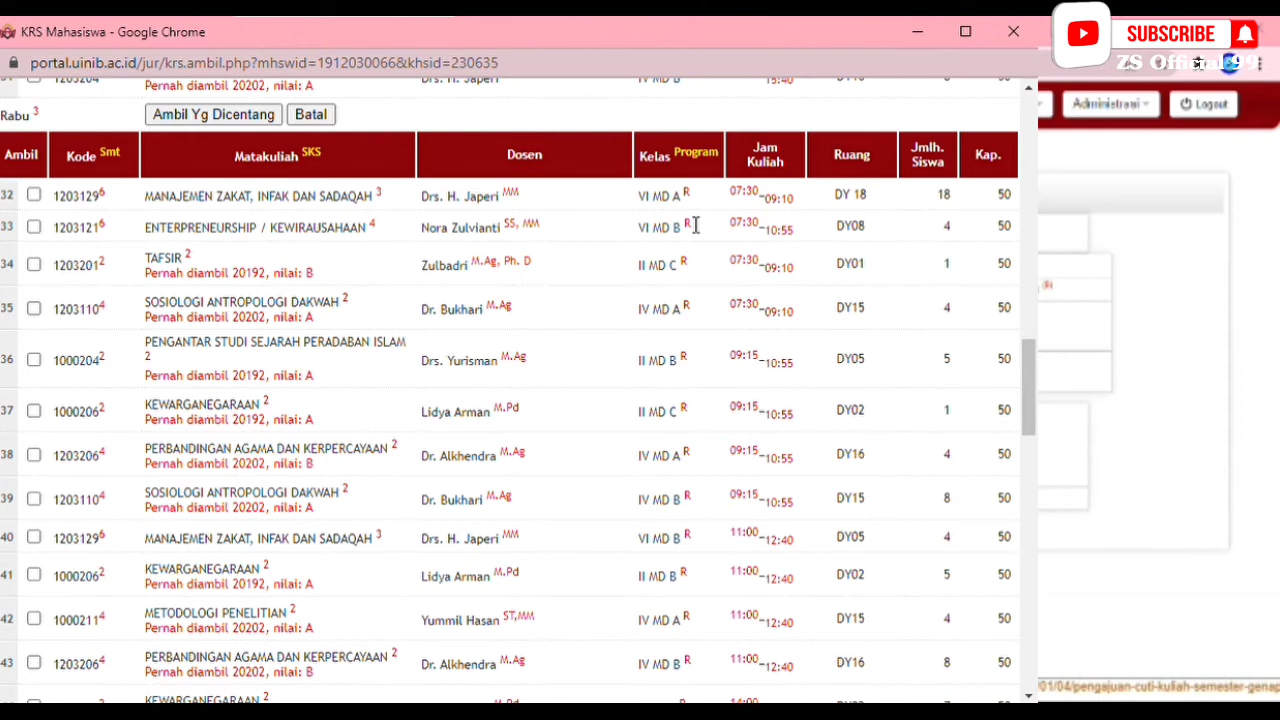 KRS Mahasiswa - Google Chrome
SUBSCRIBE
portal.uinib.ac.id/jur/krs.ambil.php?mhswid=1912030066&khsid=230635
ZS Official 99
Pernah diambil 20202, nilai: A
Rabu 3 Ambil Yg Dicentang Batal
Administrasi Logout
Ambil Kode Smt Matakuliah SKS Dosen Kelas Program Jam Kuliah Ruang Jmlh. Siswa Kap.
32 1203129 6 MANAJEMEN ZAKAT, INFAK DAN SADAQAH 3 Drs. H. Japeri MM VI MD A R 07:30-09:10 DY 18 18 50
33 1203121 6 ENTERPRENEURSHIP / KEWIRAUSAHAAN 4 Nora Zulvianti SS, MM VI MD B R 07:30-10:55 DY08 4 50
34 1203201 2 TAFSIR 2 Zulbadri M.Ag, Ph. D II MD C R 07:30-09:10 DY01 1 50
Pernah diambil 20192, nilai: B
35 1203110 4 SOSIOLOGI ANTROPOLOGI DAKWAH 2 Dr. Bukhari M.Ag IV MD A R 07:30-09:10 DY15 4 50
Pernah diambil 20202, nilai: A
36 1000204 2 PENGANTAR STUDI SEJARAH PERADABAN ISLAM 2 Drs. Yurisman M.Ag II MD B R 09:15-10:55 DY05 5 50
Pernah diambil 20192, nilai: A
37 1000206 2 KEWARGANEGARAAN 2 Lidya Arman M.Pd II MD C R 09:15-10:55 DY02 1 50
Pernah diambil 20192, nilai: A
38 1203206 4 PERBANDINGAN AGAMA DAN KERPERCAYAAN 2 Dr. Alkhendra M.Ag IV MD A R 09:15-10:55 DY16 4 50
Pernah diambil 20202, nilai: B
39 1203110 4 SOSIOLOGI ANTROPOLOGI DAKWAH 2 Dr. Bukhari M.Ag IV MD B R 09:15-10:55 DY15 8 50
Pernah diambil 20202, nilai: A
40 1203129 6 MANAJEMEN ZAKAT, INFAK DAN SADAQAH 3 Drs. H. Japeri MM VI MD B R 11:00-12:40 DY05 4 50
41 1000206 2 KEWARGANEGARAAN 2 Lidya Arman M.Pd II MD B R 11:00-12:40 DY02 5 50
Pernah diambil 20192, nilai: A
42 1000211 4 METODOLOGI PENELITIAN 2 Yummil Hasan ST,MM IV MD A R 11:00-12:40 DY15 4 50
Pernah diambil 20202, nilai: A
43 1203206 4 PERBANDINGAN AGAMA DAN KERPERCAYAAN 2 Dr. Alkhendra M.Ag IV MD B R 11:00-12:40 DY16 8 50
Pernah diambil 20202, nilai: B
01/04/pengajuan-cuti-kuliah-semester-genap
KEWARGANEGARAAN 2